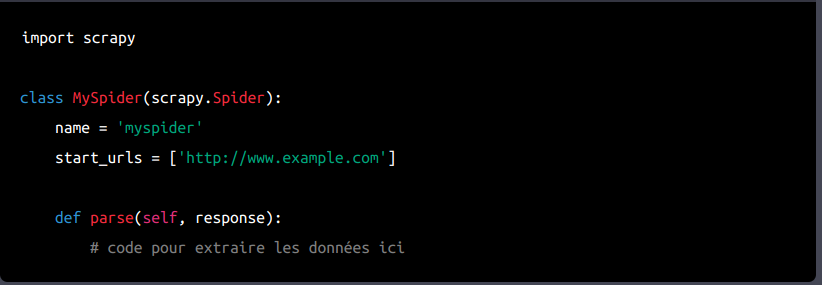 import scrapy
class MySpider(scrapy.Spider):
    name = 'myspider'
    start_urls = ['http://www.example.com']
    def parse(self, response):
        # code pour extraire les données ici